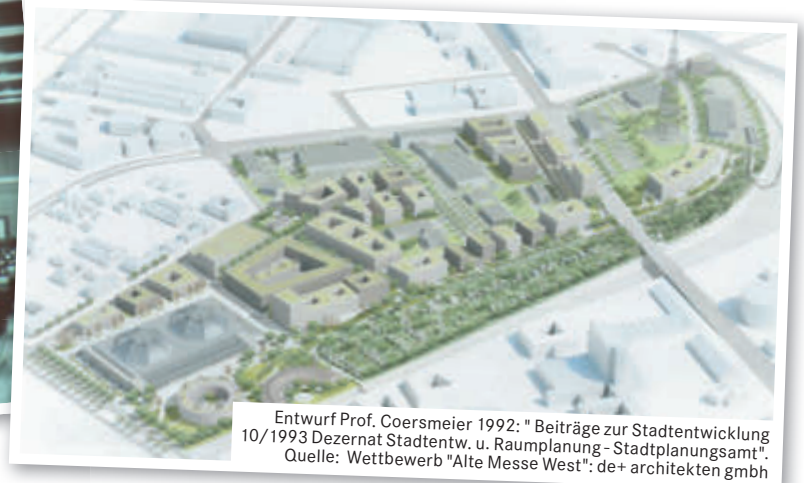 Entwurf Prof. Coersmeier 1992: " Beiträge zur Stadtentwicklung
10/1993 Dezernat Stadtentw. u. Raumplanung - Stadtplanungsamt".
Quelle: Wettbewerb "Alte Messe West": de+ architekten gmbh